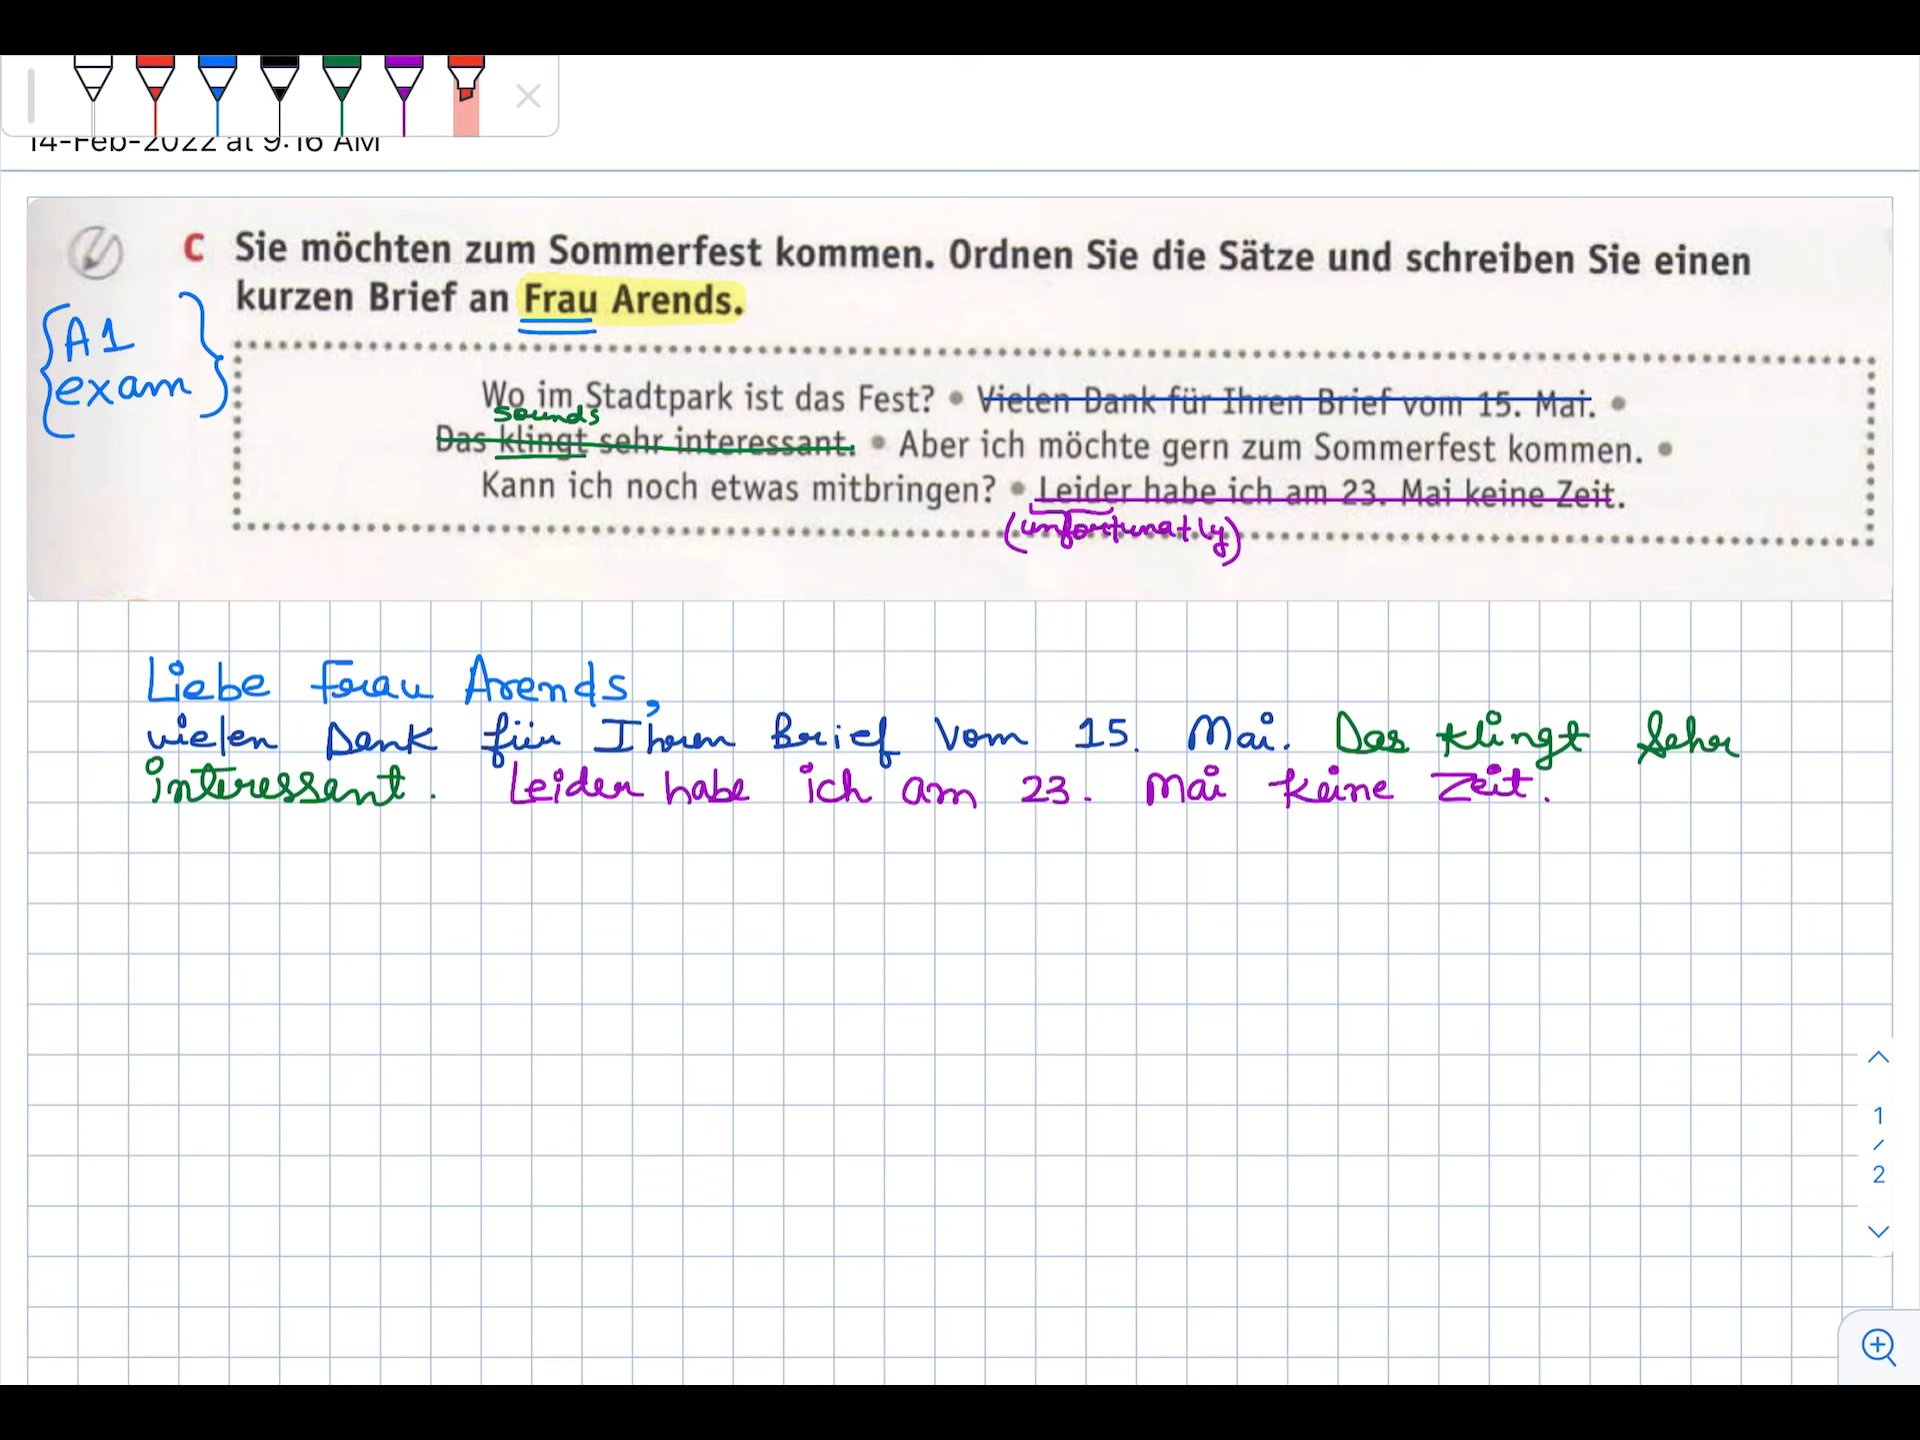 14-Feb-2022 at 9:16 AM
C Sie möchten zum Sommerfest kommen. Ordnen Sie die Sätze und schreiben Sie einen
kurzen Brief an Frau Arends.
{A1
exam}
Wo im Stadtpark ist das Fest? • Vielen Dank für Ihren Brief vom 15. Mai. •
sounds
Das klingt sehr interessant. • Aber ich möchte gern zum Sommerfest kommen. •
Kann ich noch etwas mitbringen? • Leider habe ich am 23. Mai keine Zeit.
(unfortunatly)
Liebe Frau Arends,
vielen Dank für Ihren Brief vom 15. Mai. Das klingt sehr
interessant. Leider habe ich am 23. Mai keine Zeit.
1
/
2